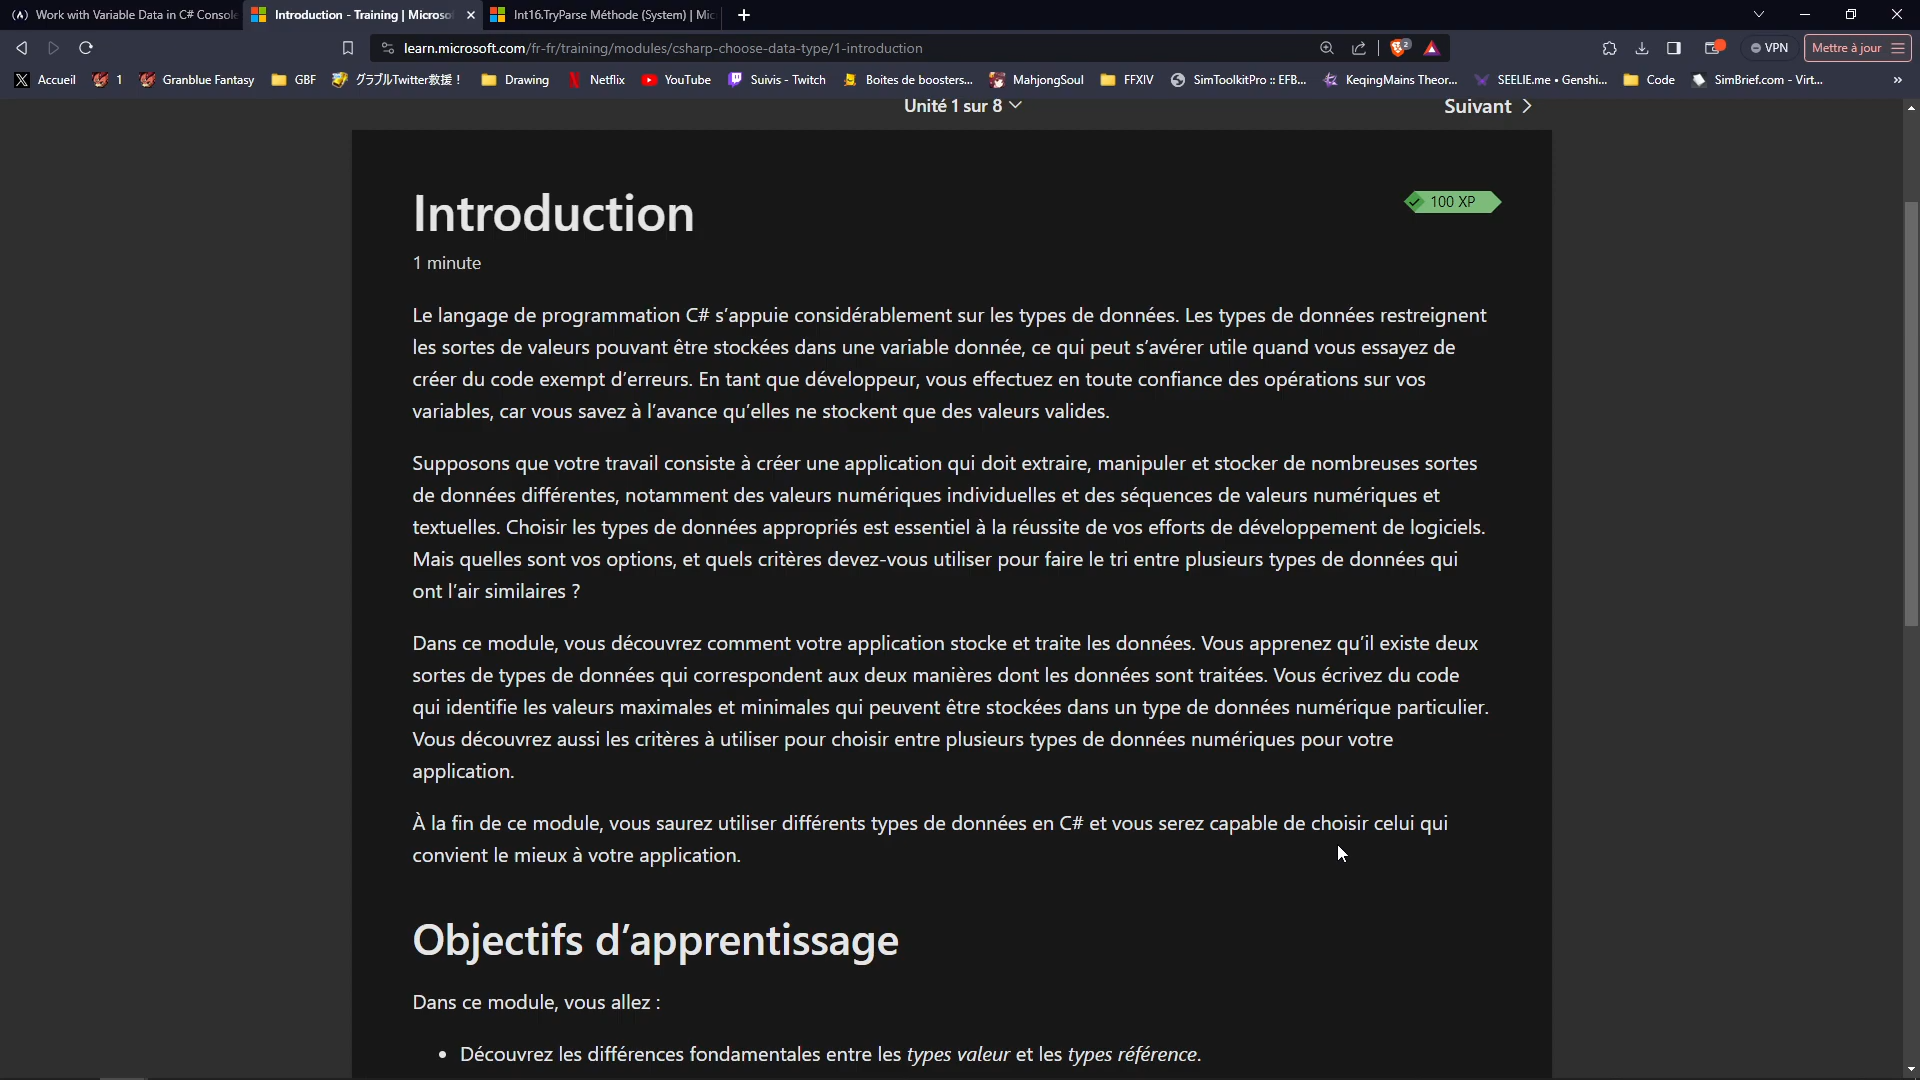 Work with Variable Data in C# Console
Introduction - Training | Microsof
Int16.TryParse Méthode (System) | Mic
learn.microsoft.com/fr-fr/training/modules/csharp-choose-data-type/1-introduction
2
VPN
Mettre à jour
Accueil
1
Granblue Fantasy
GBF
グラブルTwitter救援！
Drawing
Netflix
YouTube
Suivis - Twitch
Boites de boosters...
MahjongSoul
FFXIV
SimToolkitPro :: EFB...
KeqingMains Theor...
SEELIE.me • Genshi...
Code
SimBrief.com - Virt...
»
Unité 1 sur 8
Suivant
Introduction
100 XP
1 minute
Le langage de programmation C# s’appuie considérablement sur les types de données. Les types de données restreignent
les sortes de valeurs pouvant être stockées dans une variable donnée, ce qui peut s’avérer utile quand vous essayez de
créer du code exempt d’erreurs. En tant que développeur, vous effectuez en toute confiance des opérations sur vos
variables, car vous savez à l’avance qu’elles ne stockent que des valeurs valides.
Supposons que votre travail consiste à créer une application qui doit extraire, manipuler et stocker de nombreuses sortes
de données différentes, notamment des valeurs numériques individuelles et des séquences de valeurs numériques et
textuelles. Choisir les types de données appropriés est essentiel à la réussite de vos efforts de développement de logiciels.
Mais quelles sont vos options, et quels critères devez-vous utiliser pour faire le tri entre plusieurs types de données qui
ont l’air similaires ?
Dans ce module, vous découvrez comment votre application stocke et traite les données. Vous apprenez qu’il existe deux
sortes de types de données qui correspondent aux deux manières dont les données sont traitées. Vous écrivez du code
qui identifie les valeurs maximales et minimales qui peuvent être stockées dans un type de données numérique particulier.
Vous découvrez aussi les critères à utiliser pour choisir entre plusieurs types de données numériques pour votre
application.
À la fin de ce module, vous saurez utiliser différents types de données en C# et vous serez capable de choisir celui qui
convient le mieux à votre application.
Objectifs d’apprentissage
Dans ce module, vous allez :
• Découvrez les différences fondamentales entre les types valeur et les types référence.